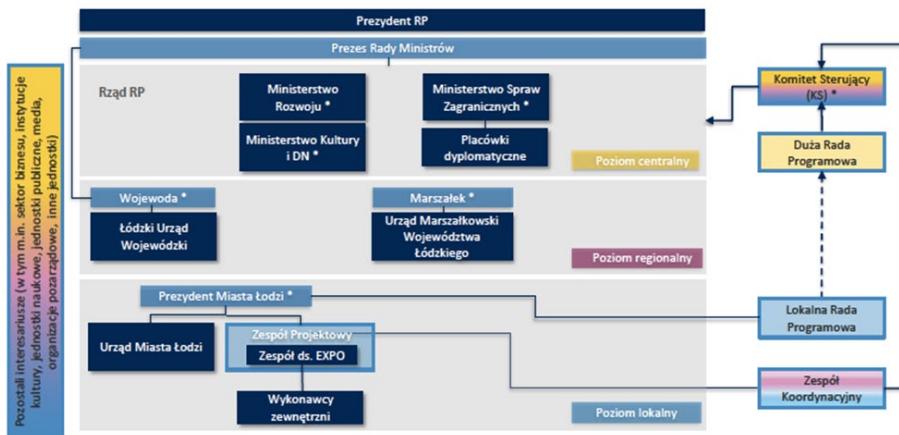 Prezydent RP
Prezes Rady Ministrów
Rząd RP
Ministerstwo
Rozwoju *
Ministerstwo Kultury
i DN *
Ministerstwo Spraw
Zagranicznych *
Placówki
dyplomatyczne
Poziom centralny
Komitet Sterujący
(KS) *
Duża Rada
Programowa
Pozostali interesariusze (w tym m.in. sektor biznesu, instytucje
kultury, jednostki naukowe, jednostki publiczne, media,
organizacje pozarządowe, inne jednostki)
Wojewoda *
Łódzki Urząd
Wojewódzki
Marszałek *
Urząd Marszałkowski
Województwa
Łódzkiego
Poziom regionalny
Prezydent Miasta Łodzi *
Urząd Miasta Łodzi
Zespół Projektowy
Zespół ds. EXPO
Wykonawcy
zewnętrzni
Poziom lokalny
Lokalna Rada
Programowa
Zespół
Koordynacyjny